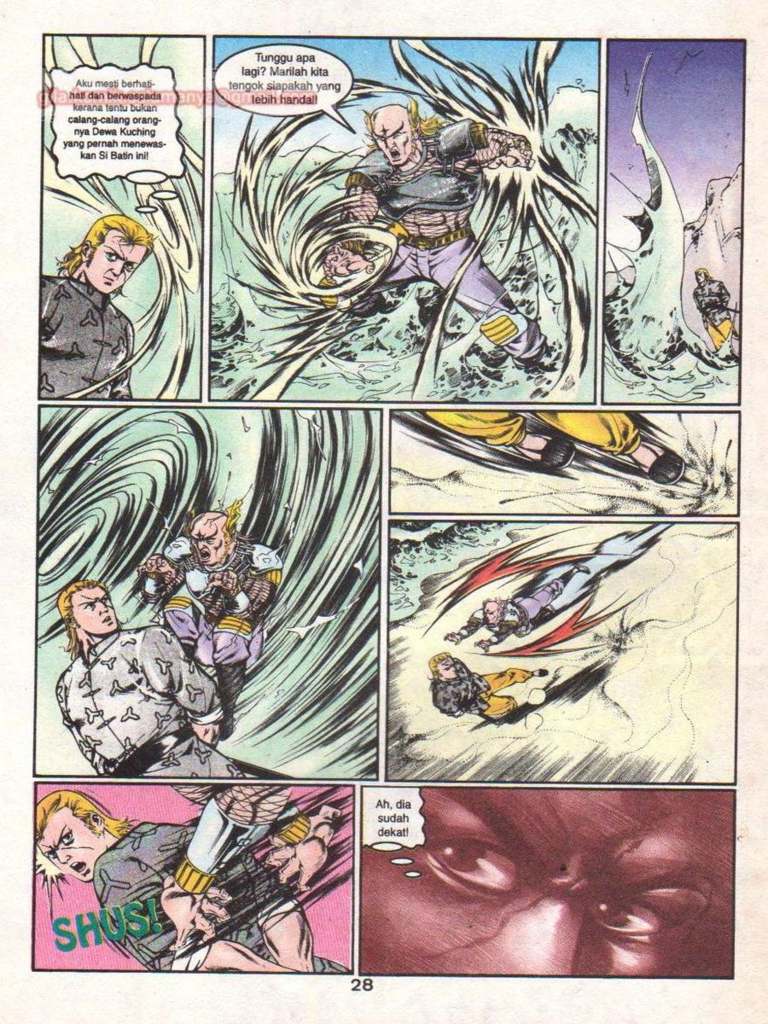 Aku mesti berhati-
hati dan berwaspada
kerana tentu bukan
calang-calang orang-
nya Dewa Kuching
yang pernah menewas-
kan Si Batin ini!
Tunggu apa
lagi? Marilah kita
tengok siapakah yang
lebih handal!
SHUS!
Ah, dia
sudah
dekat!
28